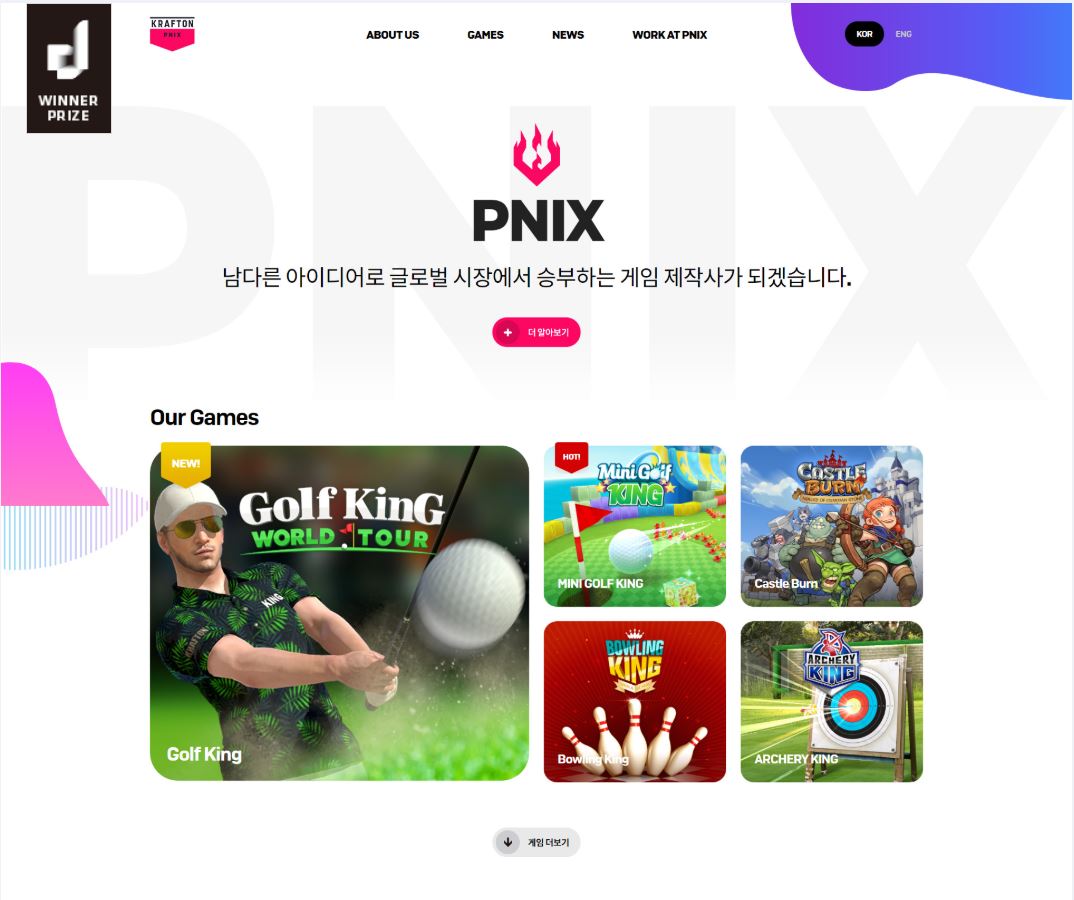 WINNER
PRIZE
KRAFTON
PNIX
ABOUT US
GAMES
NEWS
WORK AT PNIX
KOR
ENG
PNIX
PNIX
남다른 아이디어로 글로벌 시장에서 승부하는 게임 제작사가 되겠습니다.
더 알아보기
Our Games
NEW!
Golf KinG
WORLD TOUR
KING
KRAFTON
Golf King
HOT!
Mini Golf
KING
MINI GOLF KING
CASTLE
BURN
Castle Burn
BOWLING
KING
Bowling King
ARCHERY
KING
ARCHERY KING
게임 더보기